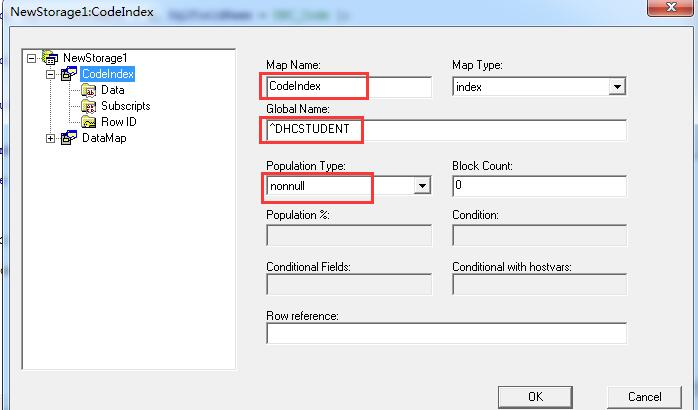 NewStorage1:CodeIndex
NewStorage1
CodeIndex
Data
Subscripts
Row ID
DataMap
Map Name:
Map Type:
CodeIndex
index
Global Name:
^DHCSTUDENT
Population Type:
Block Count:
nonnull
0
Population %:
Condition:
Conditional Fields:
Conditional with hostvars:
Row reference:
OK
Cancel